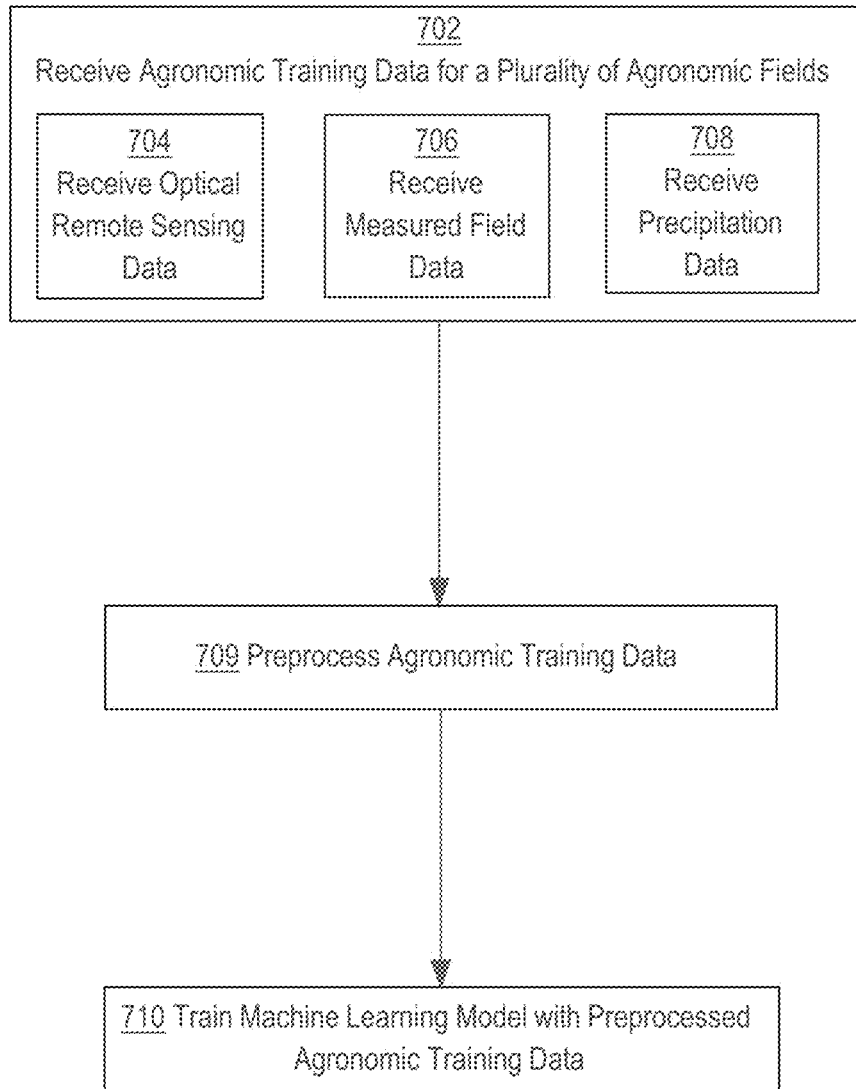 702
Receive Agronomic Training Data for a Plurality of Agronomic Fields
704
Receive Optical
Remote Sensing
Data
706
Receive
Measured Field
Data
708
Receive
Precipitation
Data
709 Preprocess Agronomic Training Data
710 Train Machine Learning Model with Preprocessed
Agronomic Training Data